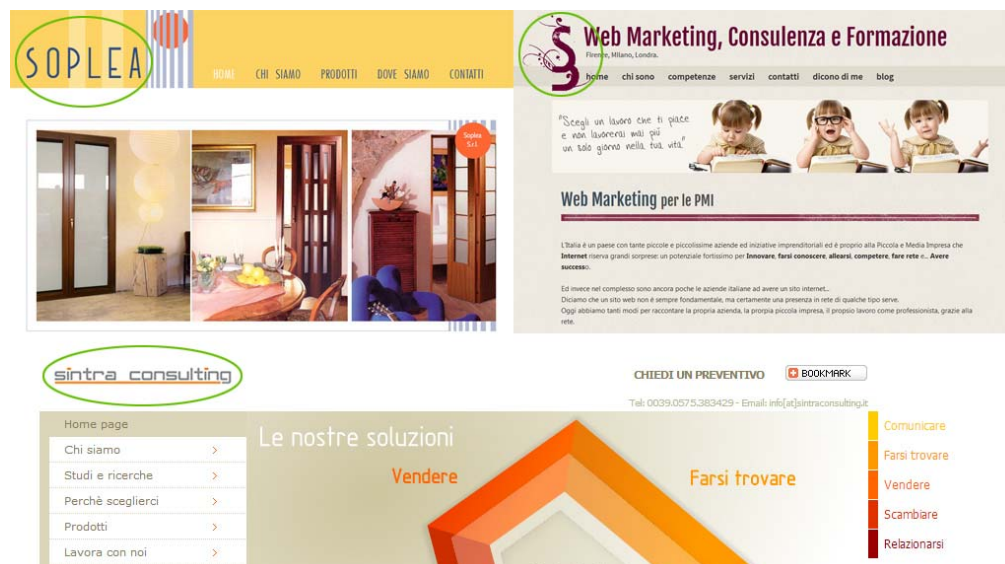 SOPLEA
HOME CHI SIAMO PRODOTTI DOVE SIAMO CONTATTI
Soplea
S.r.l.
Web Marketing, Consulenza e Formazione
Firenze, Milano, Londra.
home chi sono competenze servizi contatti dicono di me blog
"Scegli un lavoro che ti piace
e non lavorerai mai più
un solo giorno nella tua vita"
Web Marketing per le PMI
L'Italia é un paese con tante piccole e piccolissime aziende ed iniziative imprenditoriali ed é proprio alla Piccola e Media Impresa che
Internet riserva grandi sorprese: un potenziale fortissimo per Innovare, farsi conoscere, allearsi, competere, fare rete e... Avere
successo.
Ed invece nel complesso sono ancora poche le aziende italiane ad avere un sito internet...
Diciamo che un sito web non é sempre fondamentale, ma certamente una presenza in rete di qualche tipo serve.
Oggi abbiamo tanti modi per raccontare la propria azienda, la prorpia piccola impresa, il propsio lavoro come professionista, grazie alla
rete.
sintra consulting
CHIEDI UN PREVENTIVO
BOOKMARK
Tel: 0039.0575.383429 - Email: info[at]sintraconsulting.it
Home page
Chi siamo
Studi e ricerche
Perchè sceglierci
Prodotti
Lavora con noi
Le nostre soluzioni
Vendere
Farsi trovare
Comunicare
Farsi trovare
Vendere
Scambiare
Relazionarsi